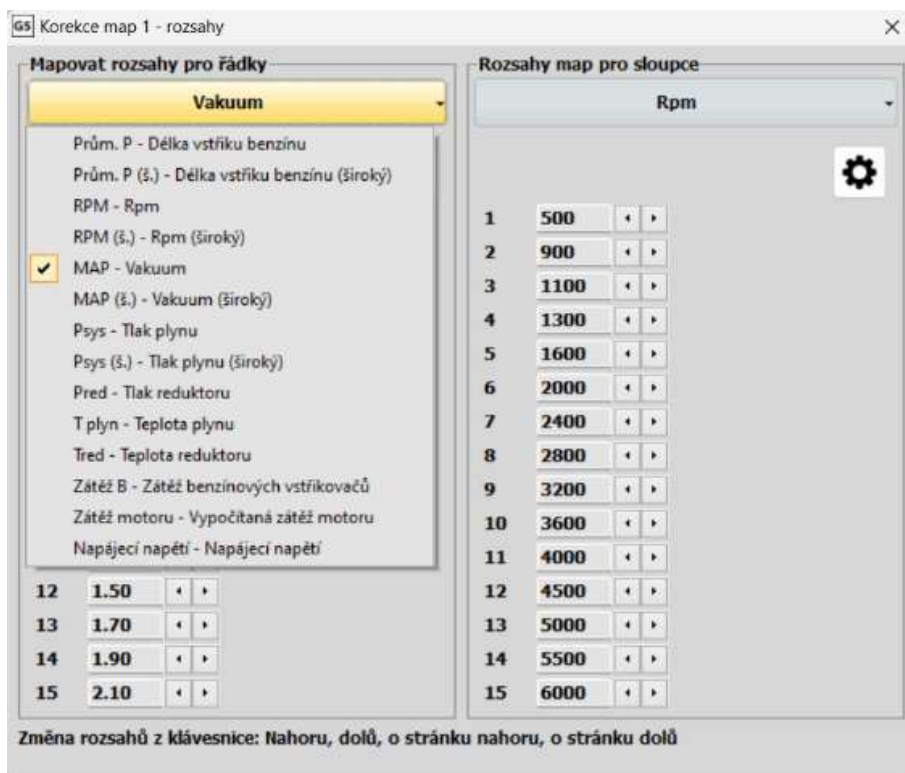 GS Korekce map 1 - rozsahy
Mapovat rozsahy pro řádky
Vakuum
Prům. P - Délka vstřiku benzínu
Prům. P (š.) - Délka vstřiku benzínu (široký)
RPM - Rpm
RPM (š.) - Rpm (široký)
MAP - Vakuum
MAP (š.) - Vakuum (široký)
Psys - Tlak plynu
Psys (š.) - Tlak plynu (široký)
Pred - Tlak reduktoru
T plyn - Teplota plynu
Tred - Teplota reduktoru
Zátěž B - Zátěž benzínových vstřikovačů
Zátěž motoru - Vypočítaná zátěž motoru
Napájecí napětí - Napájecí napětí
12 1.50
13 1.70
14 1.90
15 2.10
Rozsahy map pro sloupce
Rpm
1 500
2 900
3 1100
4 1300
5 1600
6 2000
7 2400
8 2800
9 3200
10 3600
11 4000
12 4500
13 5000
14 5500
15 6000
Změna rozsahů z klávesnice: Nahoru, dolů, o stránku nahoru, o stránku dolů